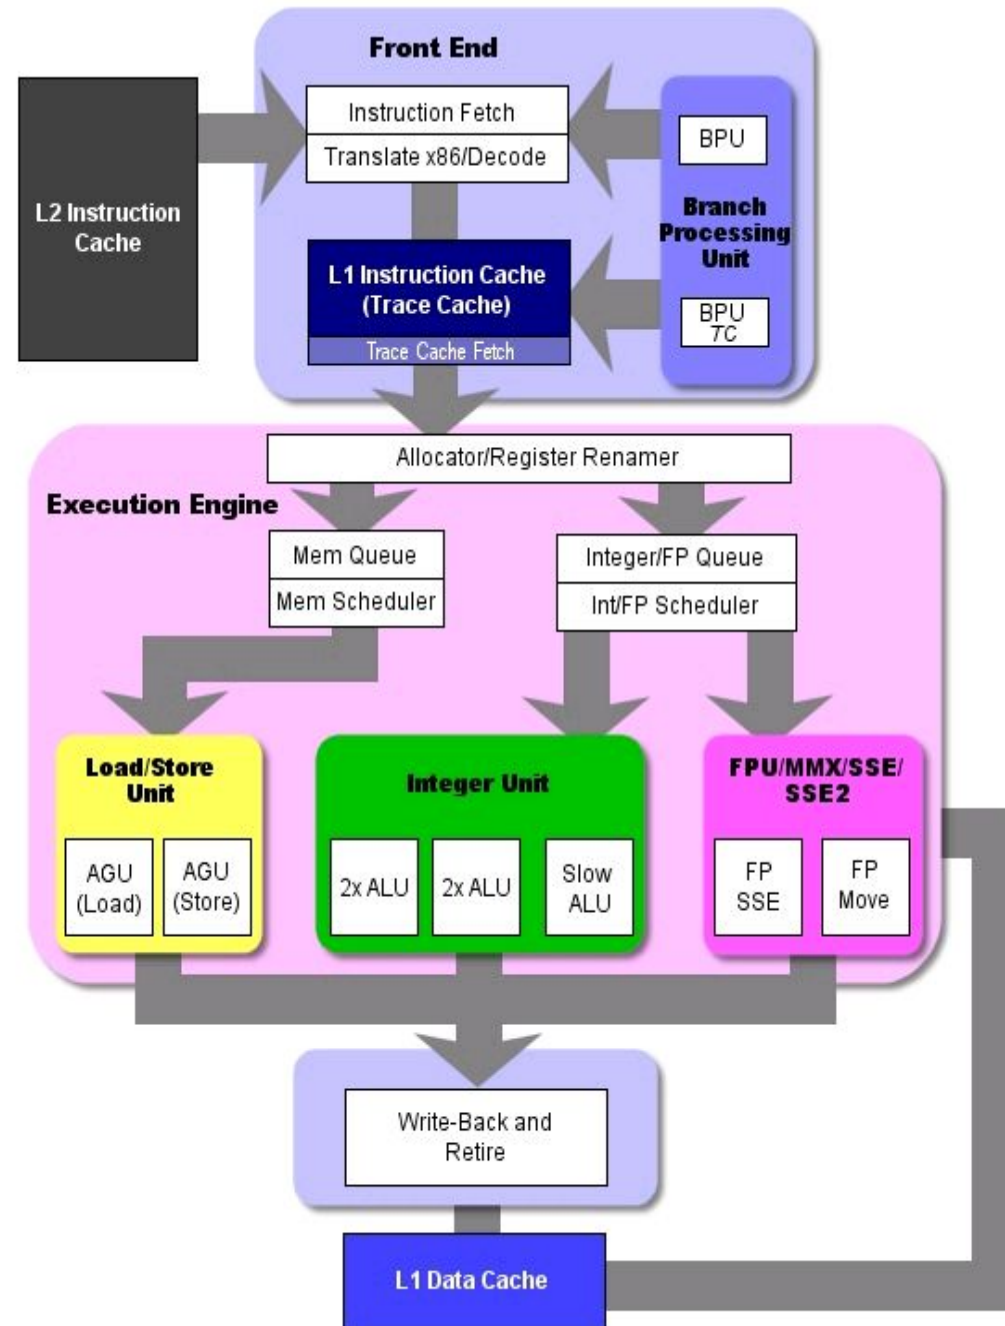 Front End
Instruction Fetch
Translate x86/Decode
BPU
L2 Instruction
Cache
Branch
Processing
Unit
L1 Instruction Cache
(Trace Cache)
Trace Cache Fetch
BPU
TC
Allocator/Register Renamer
Execution Engine
Mem Queue
Mem Scheduler
Integer/FP Queue
Int/FP Scheduler
Load/Store
Unit
AGU
(Load)
AGU
(Store)
Integer Unit
2x ALU
2x ALU
Slow
ALU
FPU/MMX/SSE/
SSE2
FP
SSE
FP
Move
Write-Back and
Retire
L1 Data Cache